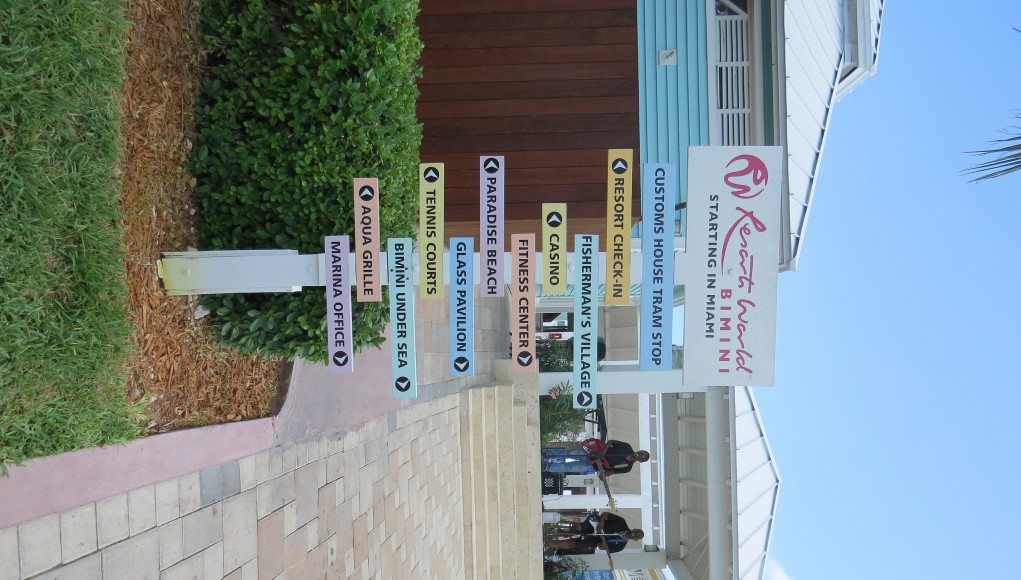 RW
Resorts World
BIMINI
STARTING IN MIAMI
CUSTOMS HOUSE TRAM STOP
RESORT CHECK-IN
FISHERMAN'S VILLAGE
CASINO
FITNESS CENTER
PARADISE BEACH
GLASS PAVILION
TENNIS COURTS
BIMINI UNDER SEA
AQUA GRILLE
MARINA OFFICE